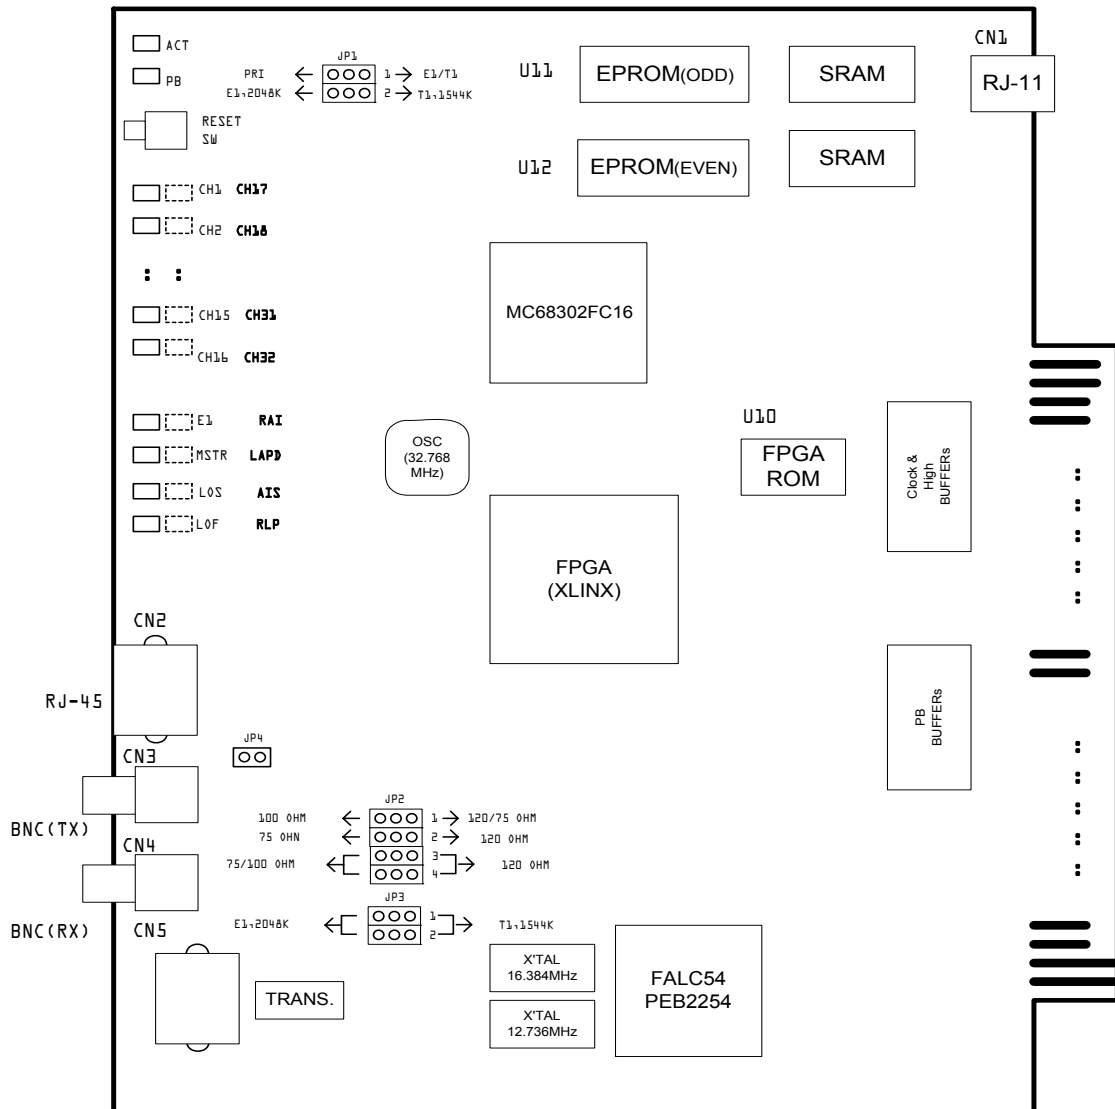 ACT
PB
RESET
SW
JP1
PRI 1 E1/T1
E1,2048K 2 T1,1544K
U11 EPROM(ODD)
SRAM
CN1
RJ-11
U12 EPROM(EVEN)
SRAM
CH1 CH17
CH2 CH18
: :
CH15 CH31
CH16 CH32
MC68302FC16
E1 RAI
MSTR LAPD
LOS AIS
LOF RLP
OSC
(32.768
MHz)
U10
FPGA
ROM
Clock &
High
BUFFERs
FPGA
(XLINX)
CN2
RJ-45
PB
BUFFERs
JP4
CN3
BNC(TX)
JP2
100 OHM 1 120/75 OHM
75 OHN 2 120 OHM
75/100 OHM 3 120 OHM
4
CN4
BNC(RX)
JP3
E1,2048K 1 T1,1544K
2
CN5
TRANS.
X'TAL
16.384MHz
X'TAL
12.736MHz
FALC54
PEB2254